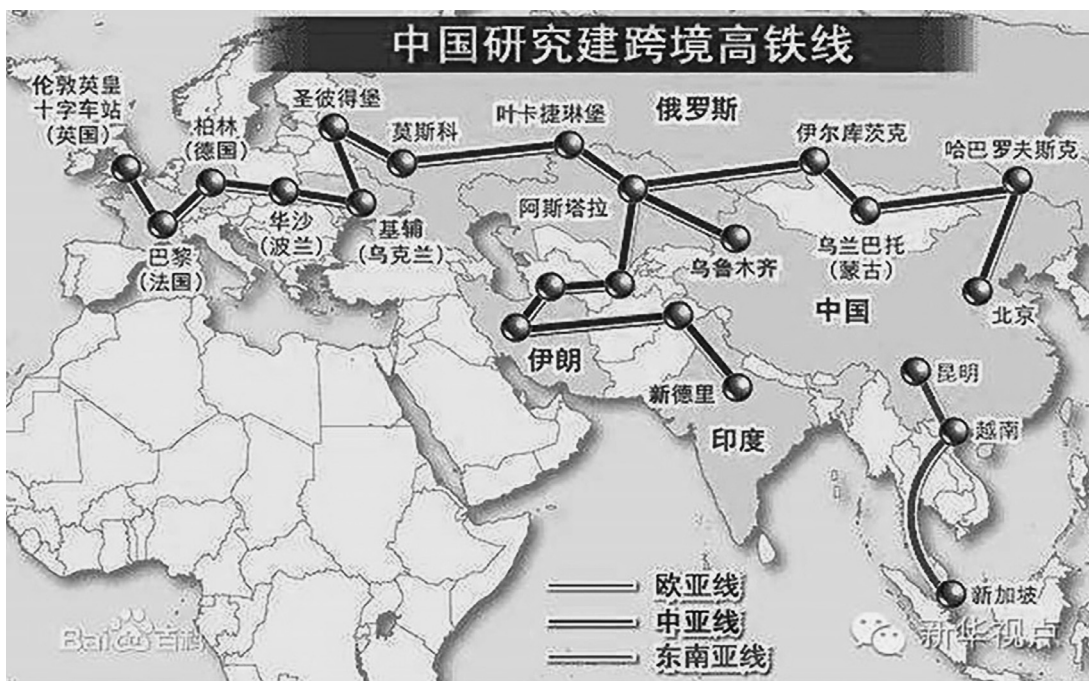 中国研究建跨境高铁线
伦敦英皇
十字车站
(英国)
柏林
(德国)
圣彼得堡
莫斯科
叶卡捷琳堡
俄罗斯
伊尔库茨克
哈巴罗夫斯克
巴黎
(法国)
华沙
(波兰)
基辅
(乌克兰)
阿斯塔拉
乌鲁木齐
乌兰巴托
(蒙古)
中国
北京
伊朗
新德里
印度
昆明
越南
新加坡
欧亚线
中亚线
东南亚线
Bai百科
新华视点